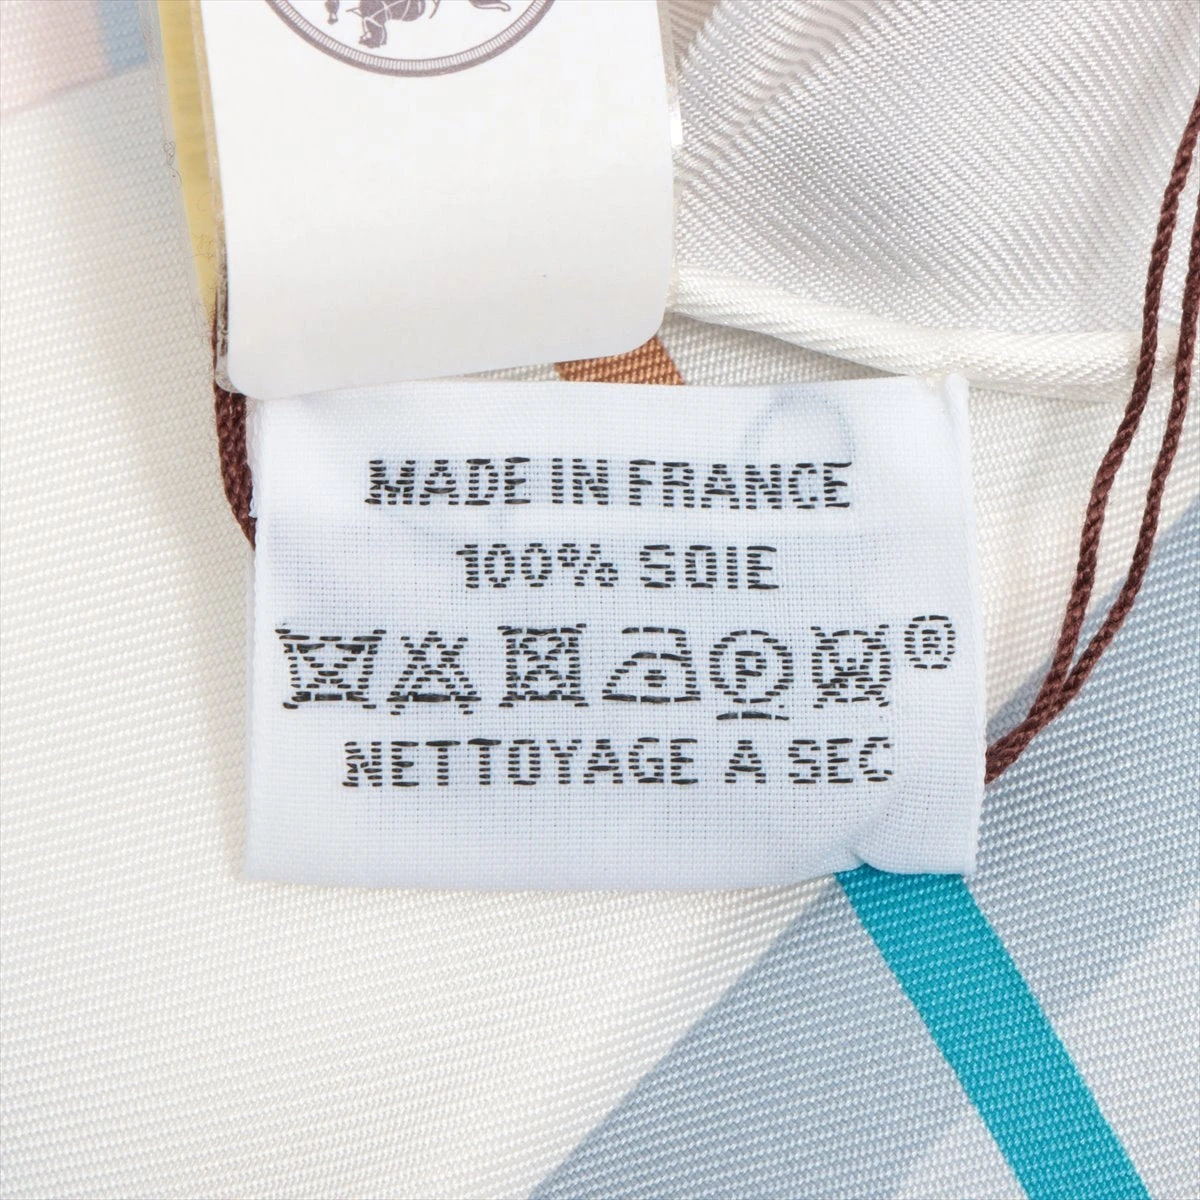 MADE IN FRANCE
100% SOIE
P ®
NETTOYAGE A SEC